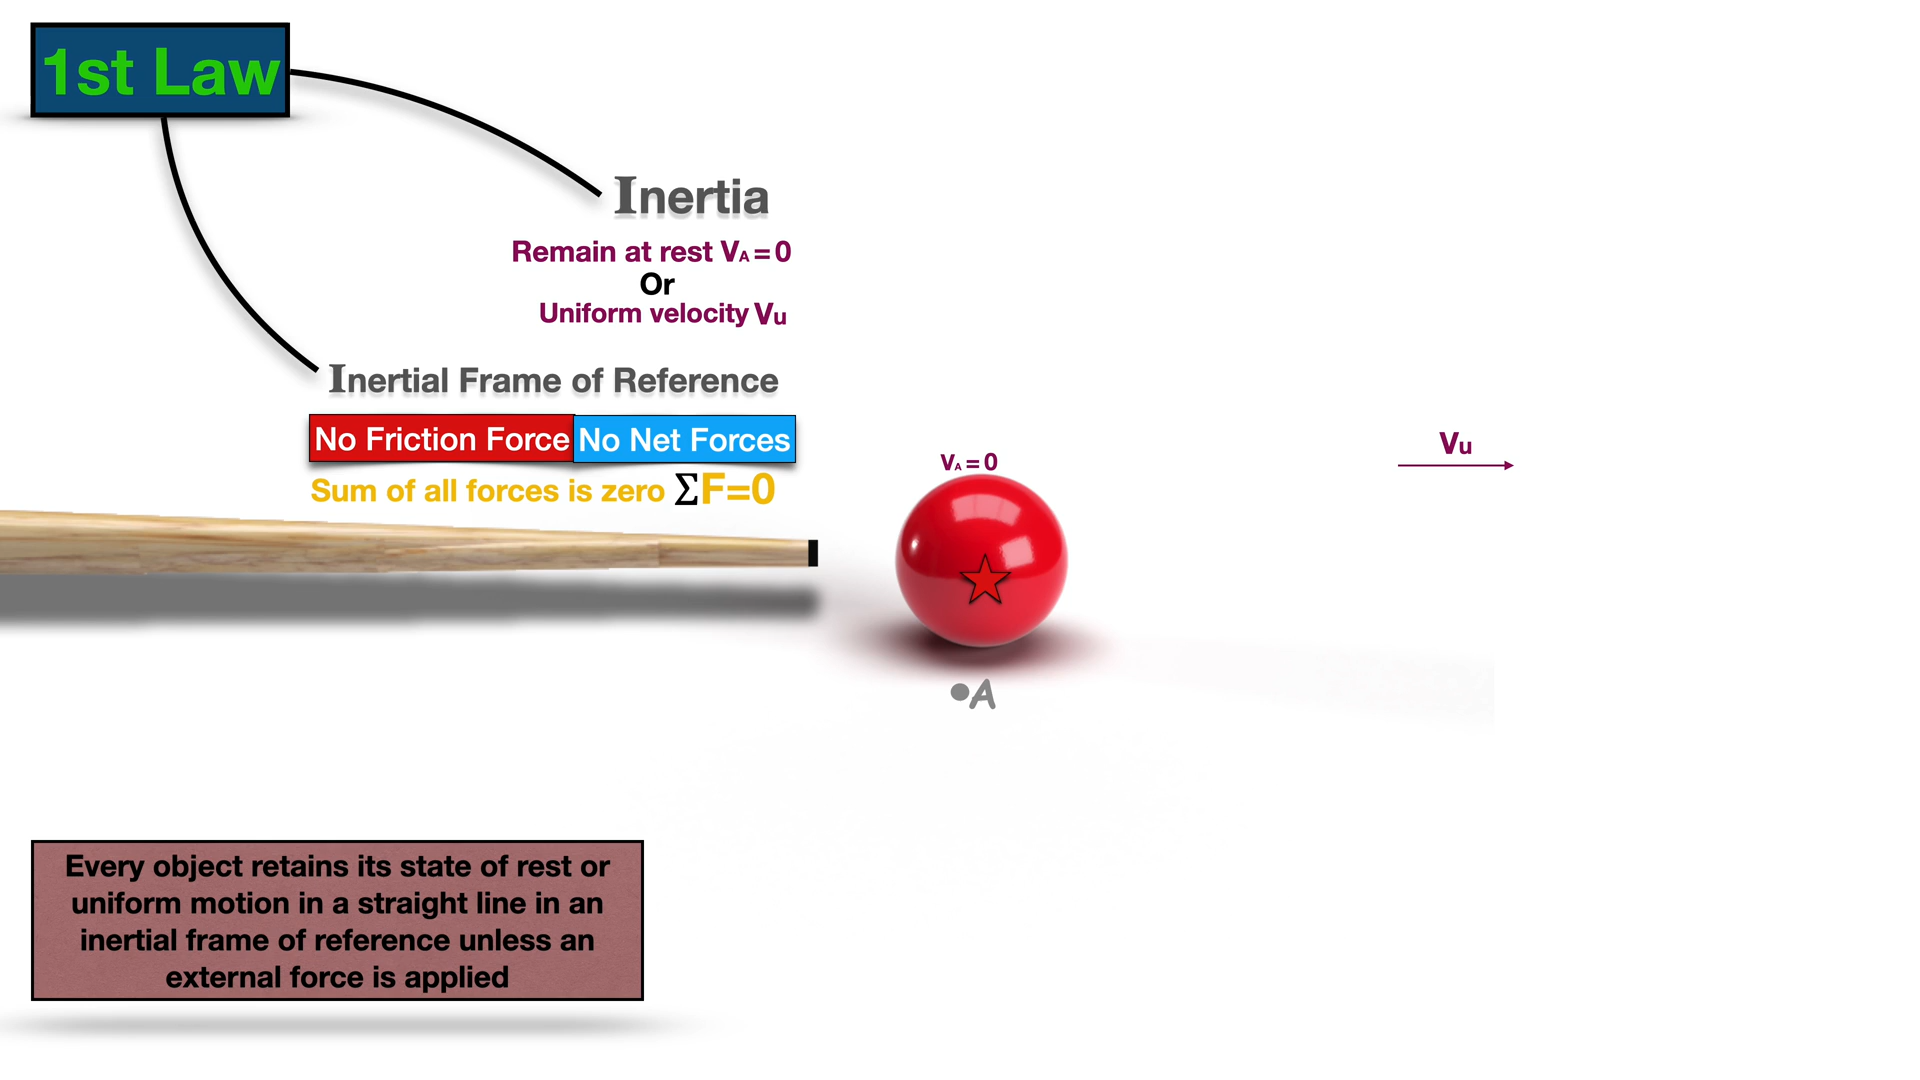 1st Law
Inertia
Remain at rest VA = 0
Or
Uniform velocity Vu
Inertial Frame of Reference
No Friction Force No Net Forces
Sum of all forces is zero ΣF=0
VA = 0
Vu
•A
Every object retains its state of rest or
uniform motion in a straight line in an
inertial frame of reference unless an
external force is applied